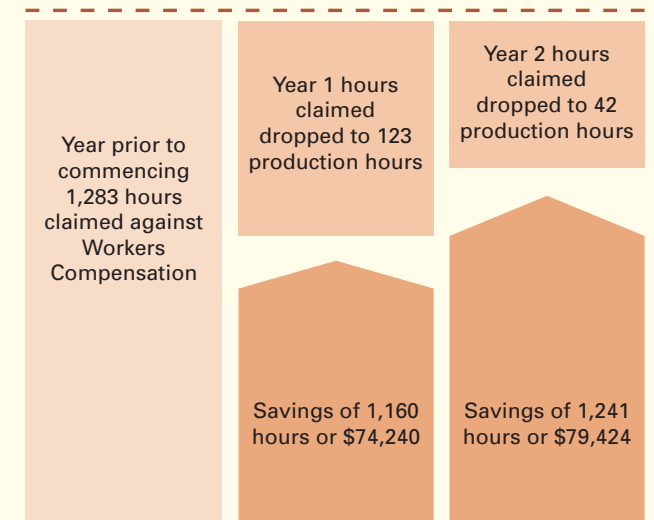 Year prior to
commencing
1,283 hours
claimed against
Workers
Compensation
Year 1 hours
claimed
dropped to 123
production hours
Savings of 1,160
hours or $74,240
Year 2 hours
claimed
dropped to 42
production hours
Savings of 1,241
hours or $79,424